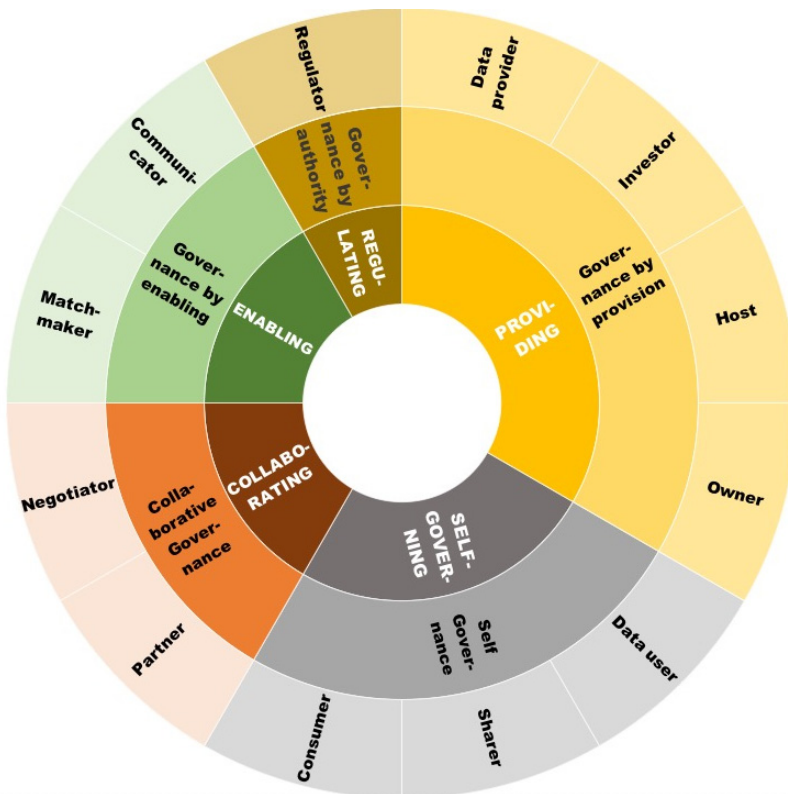 Regulator
Data
provider
Investor
Host
Owner
Data user
Sharer
Consumer
Partner
Negotiator
Match-
maker
Communi-
cator
Gover-
nance by
authority
Gover-
nance by
provision
Self
Gover-
nance
Colla-
borative
Gover-
nance
Gover-
nance by
enabling
REGU-
LATING
PROVI-
DING
SELF-
GOVER-
NING
COLLABO-
RATING
ENABLING